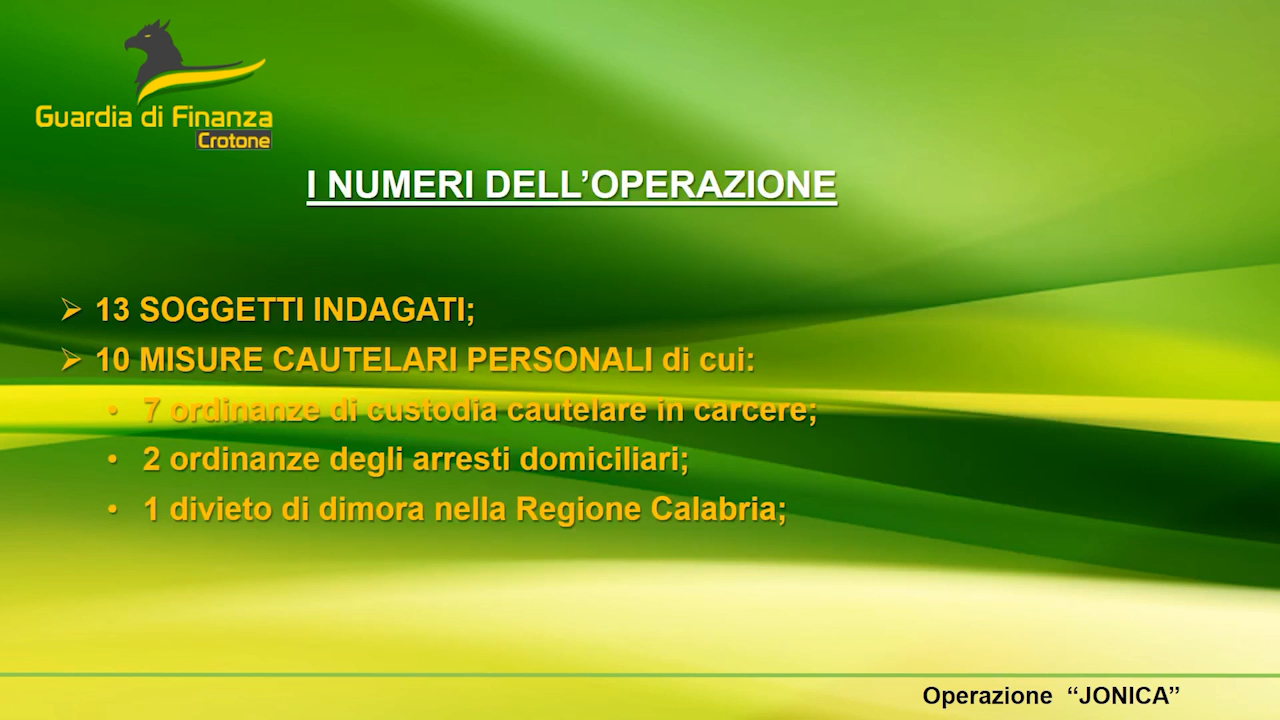 Guardia di Finanza
Crotone
I NUMERI DELL’OPERAZIONE
➢ 13 SOGGETTI INDAGATI;
➢ 10 MISURE CAUTELARI PERSONALI di cui:
• 7 ordinanze di custodia cautelare in carcere;
• 2 ordinanze degli arresti domiciliari;
• 1 divieto di dimora nella Regione Calabria;
Operazione “JONICA”